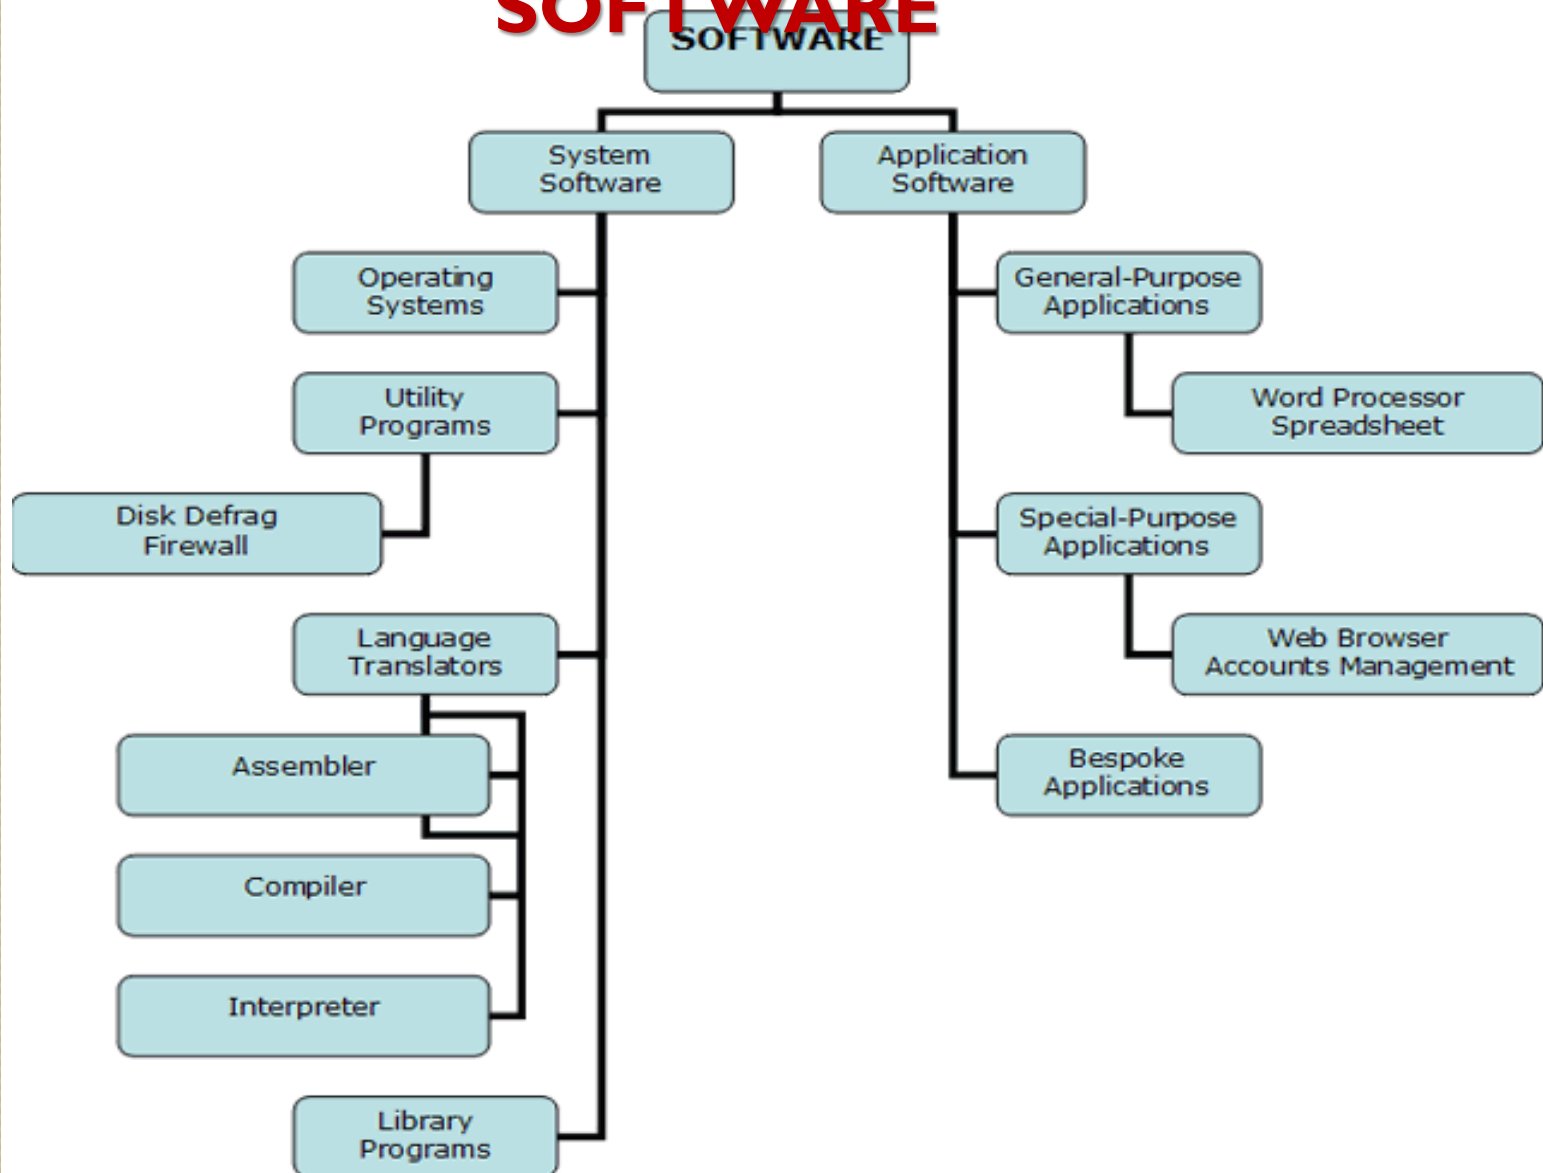 SOFTWARE
SOFTWARE
System
Software
Application
Software
Operating
Systems
General-Purpose
Applications
Utility
Programs
Word Processor
Spreadsheet
Disk Defrag
Firewall
Special-Purpose
Applications
Language
Translators
Web Browser
Accounts Management
Assembler
Bespoke
Applications
Compiler
Interpreter
Library
Programs